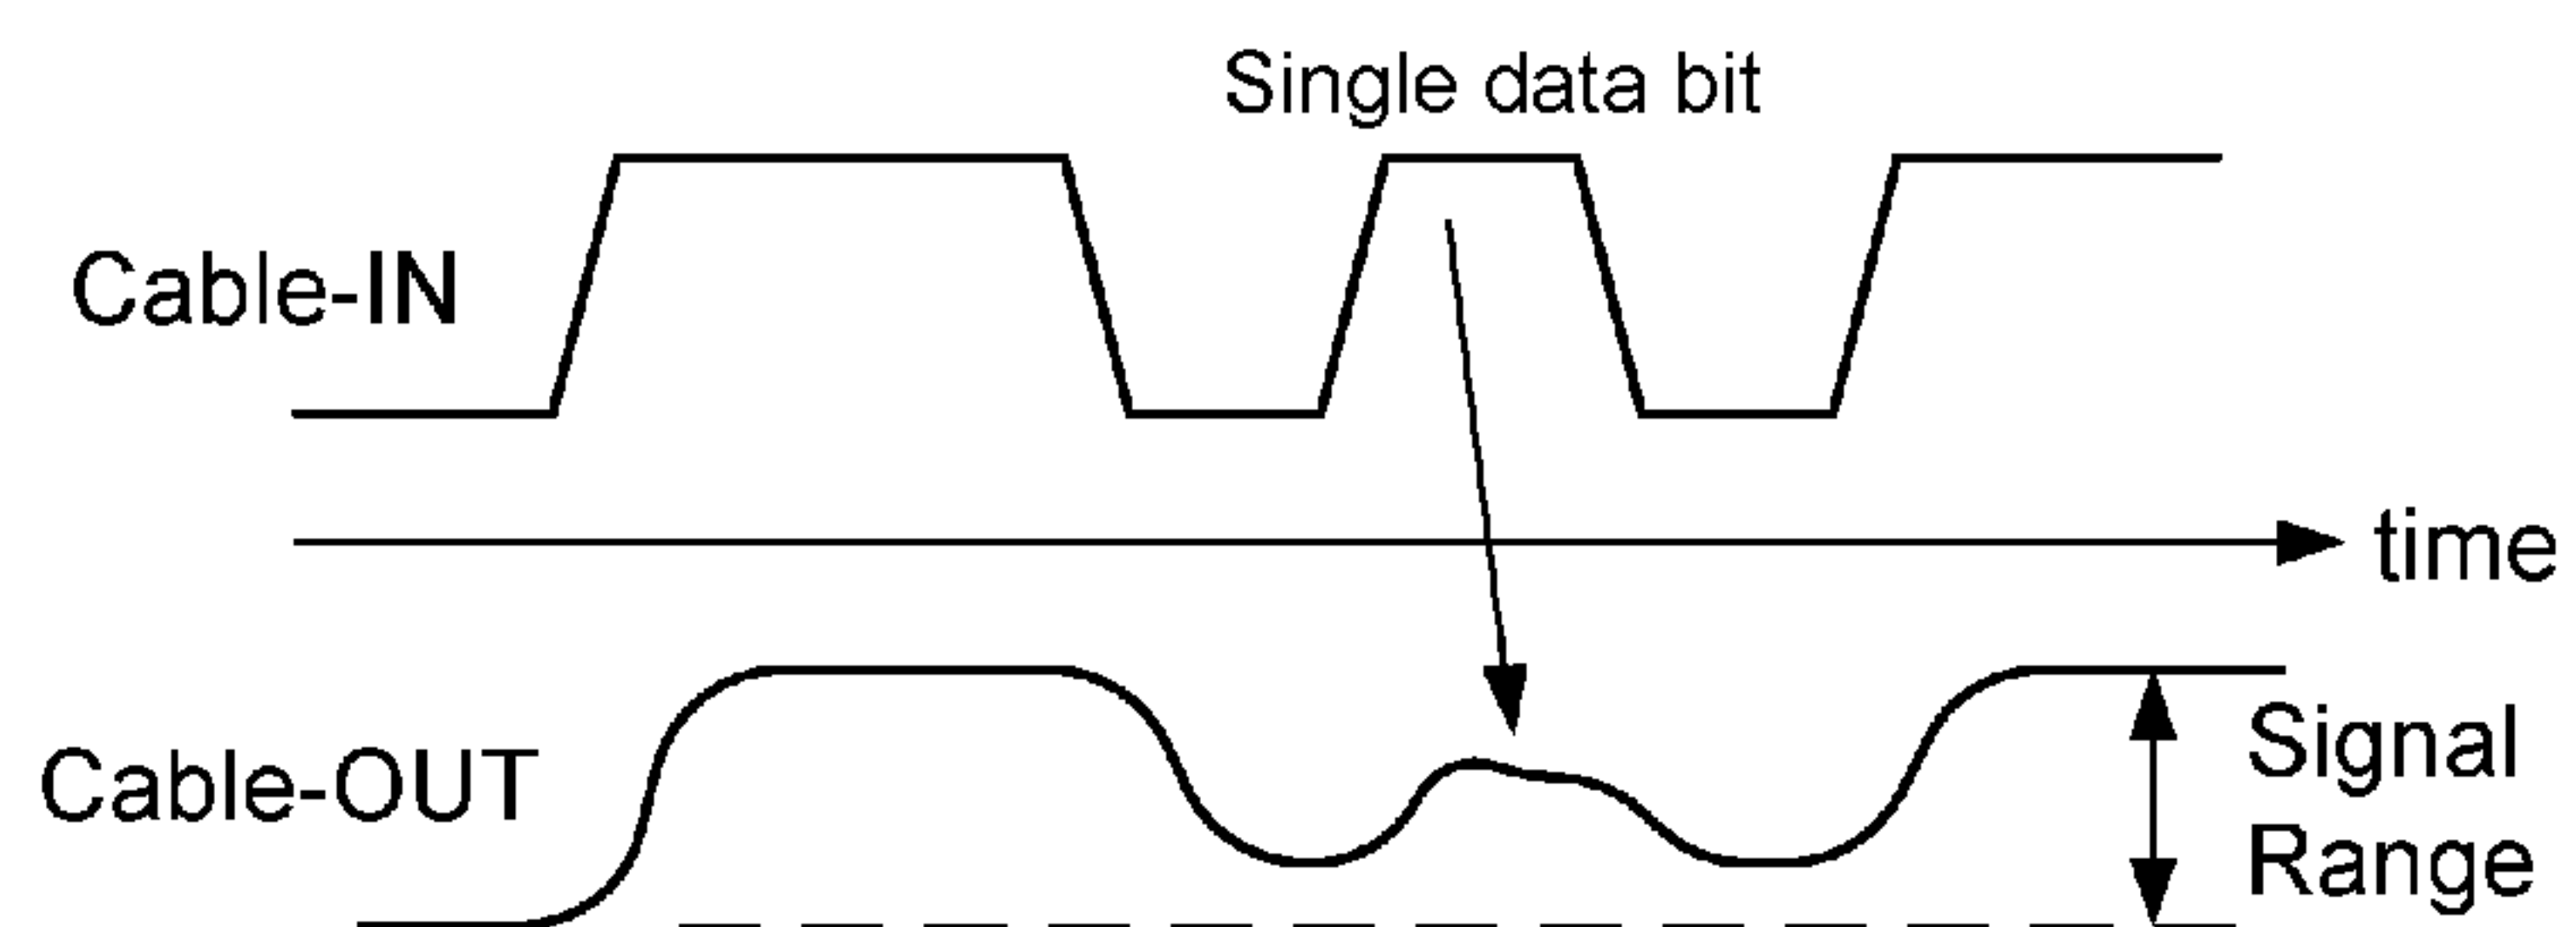 Single data bit
Cable-IN
time
Cable-OUT
Signal
Range